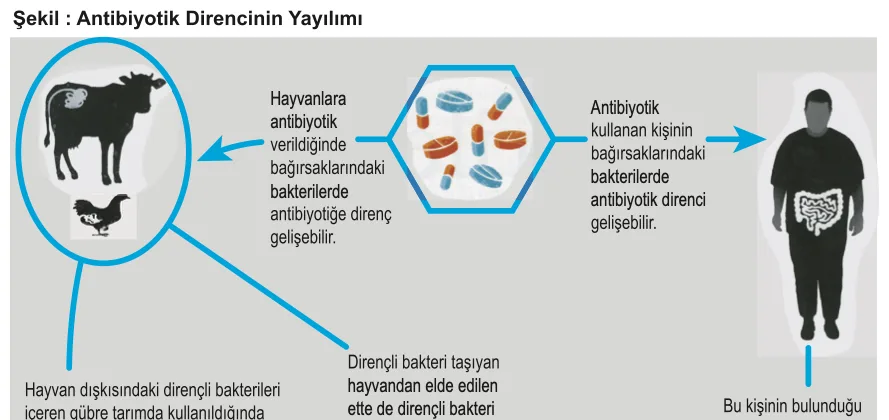 Şekil : Antibiyotik Direncinin Yayılımı
Hayvanlara
antibiyotik
verildiğinde
bağırsaklarındaki
bakterilerde
antibiyotiğe direnç
gelişebilir.
Antibiyotik
kullanan kişinin
bağırsaklarındaki
bakterilerde
antibiyotik direnci
gelişebilir.
Hayvan dışkısındaki dirençli bakterileri
içeren gübre tarımda kullanıldığında
Dirençli bakteri taşıyan
hayvandan elde edilen
ette de dirençli bakteri
Bu kişinin bulunduğu